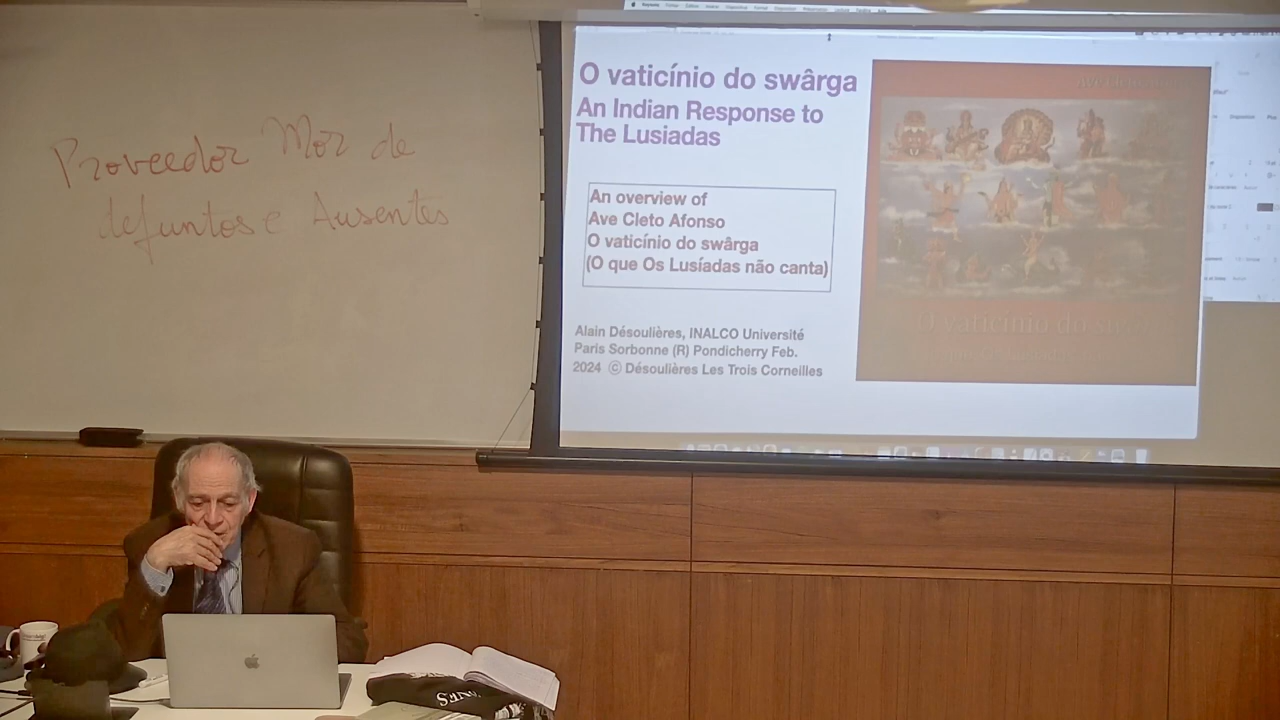 Proveedor Mor de
defuntos e Ausentes
O vaticínio do swârga
An Indian Response to
The Lusiadas
An overview of
Ave Cleto Afonso
O vaticínio do swârga
(O que Os Lusíadas não canta)
Alain Désoulières, INALCO Université
Paris Sorbonne (R) Pondicherry Feb.
2024 © Désoulières Les Trois Corneilles
O vaticínio do